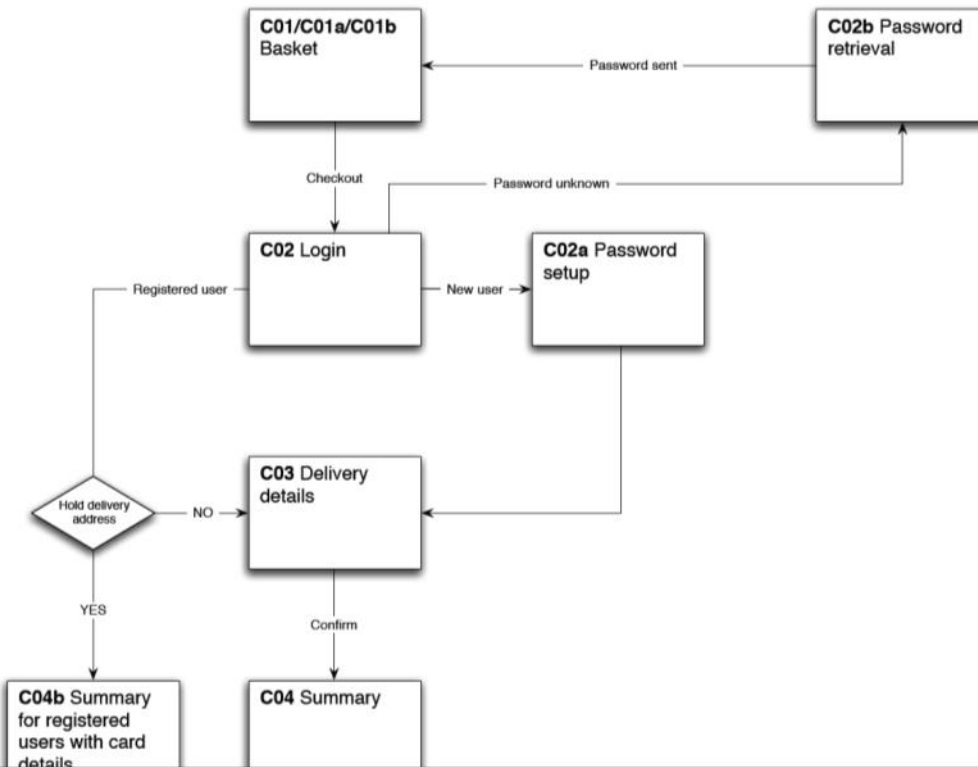 C01/C01a/C01b
Basket
C02b Password
retrieval
Password sent
Checkout
Password unknown
C02 Login
C02a Password
setup
Registered user
New user
C03 Delivery
details
Hold delivery
address
NO
YES
Confirm
C04b Summary
for registered
users with card
details
C04 Summary